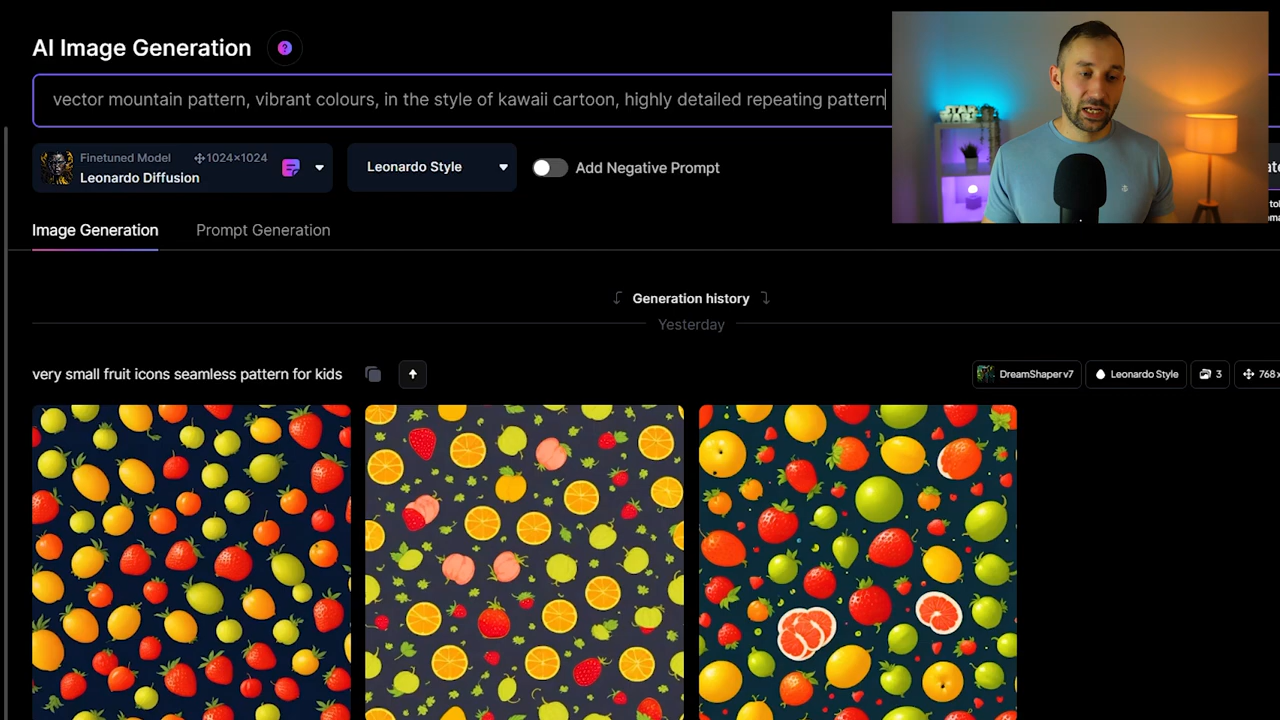 AI Image Generation
vector mountain pattern, vibrant colours, in the style of kawaii cartoon, highly detailed repeating pattern
Finetuned Model 1024×1024
Leonardo Diffusion
Leonardo Style
Add Negative Prompt
Image Generation
Prompt Generation
Generation history
Yesterday
very small fruit icons seamless pattern for kids
DreamShaper v7
Leonardo Style
3
STAR
WARS